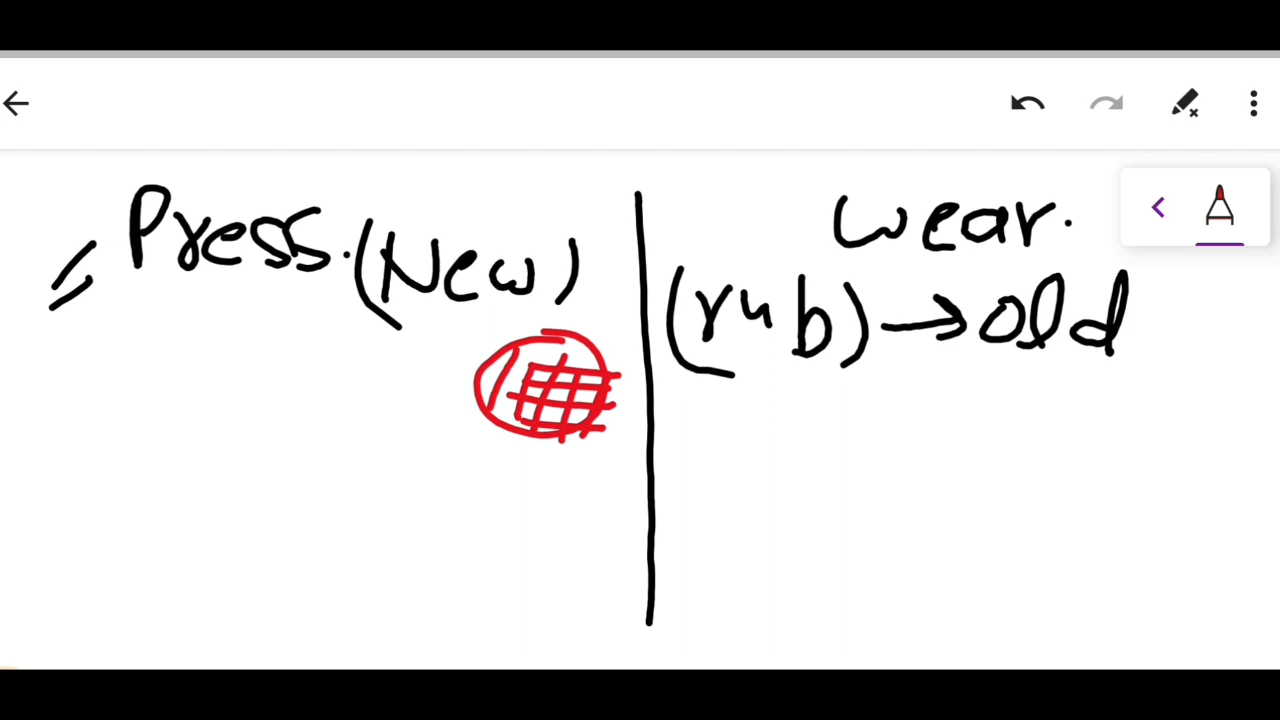 Press. (New)
wear.
(rub) → old